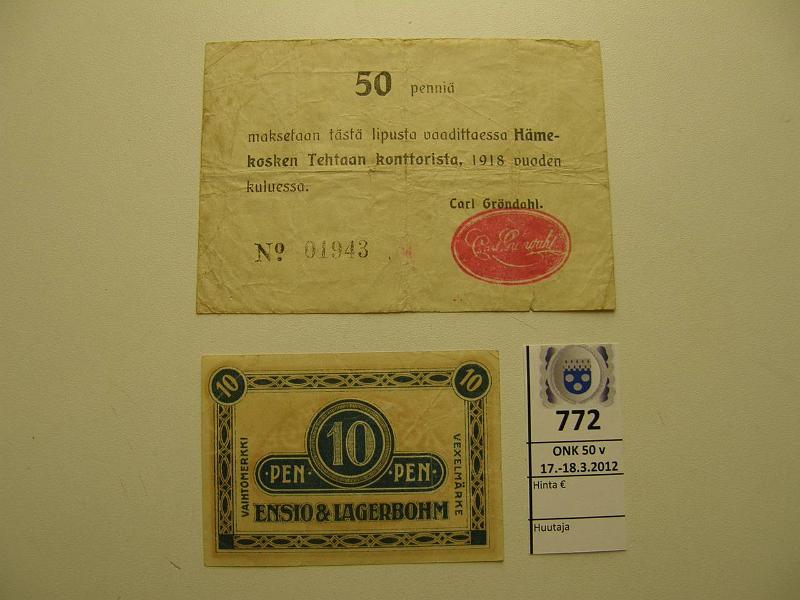 50 penniä
maksetaan tästä lipusta vaadittaessa Häme-
kosken Tehtaan konttorista, 1918 vuoden
kuluessa.
Carl Gröndahl.
Nº 01943
10 10
10
PEN PEN
VAIHTOMERKKI
VEXELMÄRKE
ENSIO & LAGERBOHM
772
ONK 50 v
17.-18.3.2012
Hinta €
Huutaja